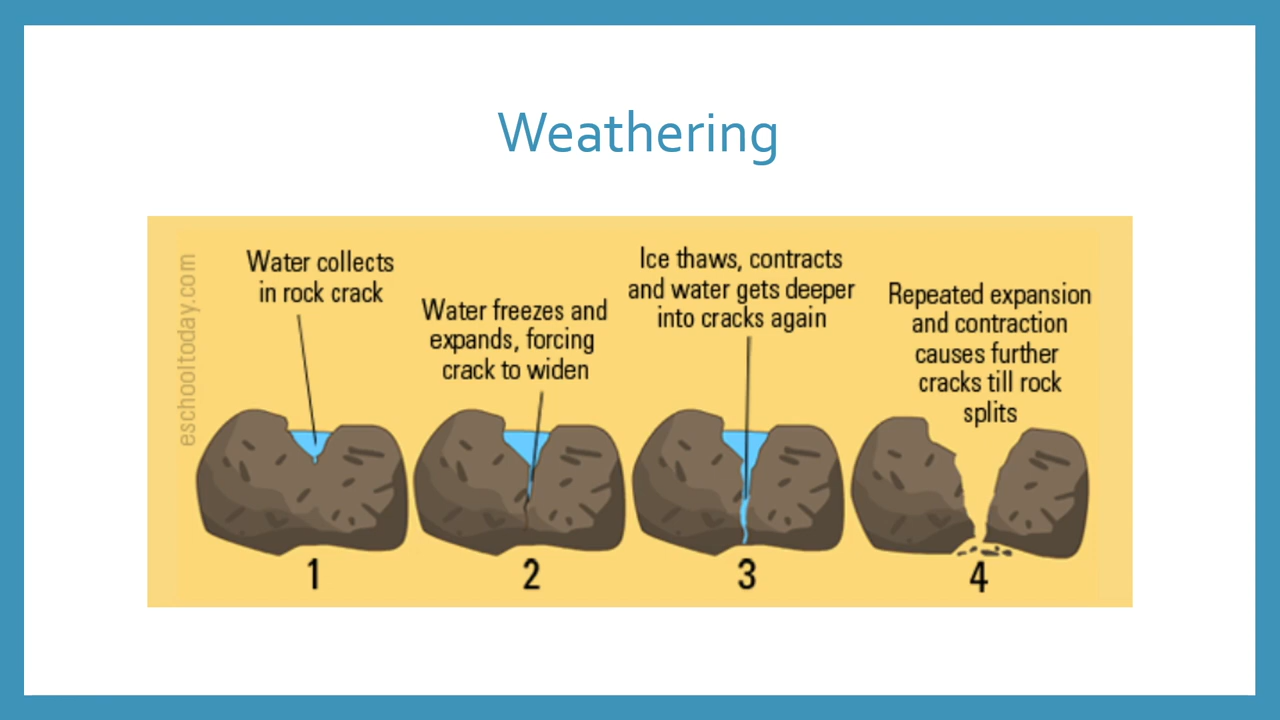 Weathering
eschooltoday.com
Water collects
in rock crack
Water freezes and
expands, forcing
crack to widen
Ice thaws, contracts
and water gets deeper
into cracks again
Repeated expansion
and contraction
causes further
cracks till rock
splits
1
2
3
4